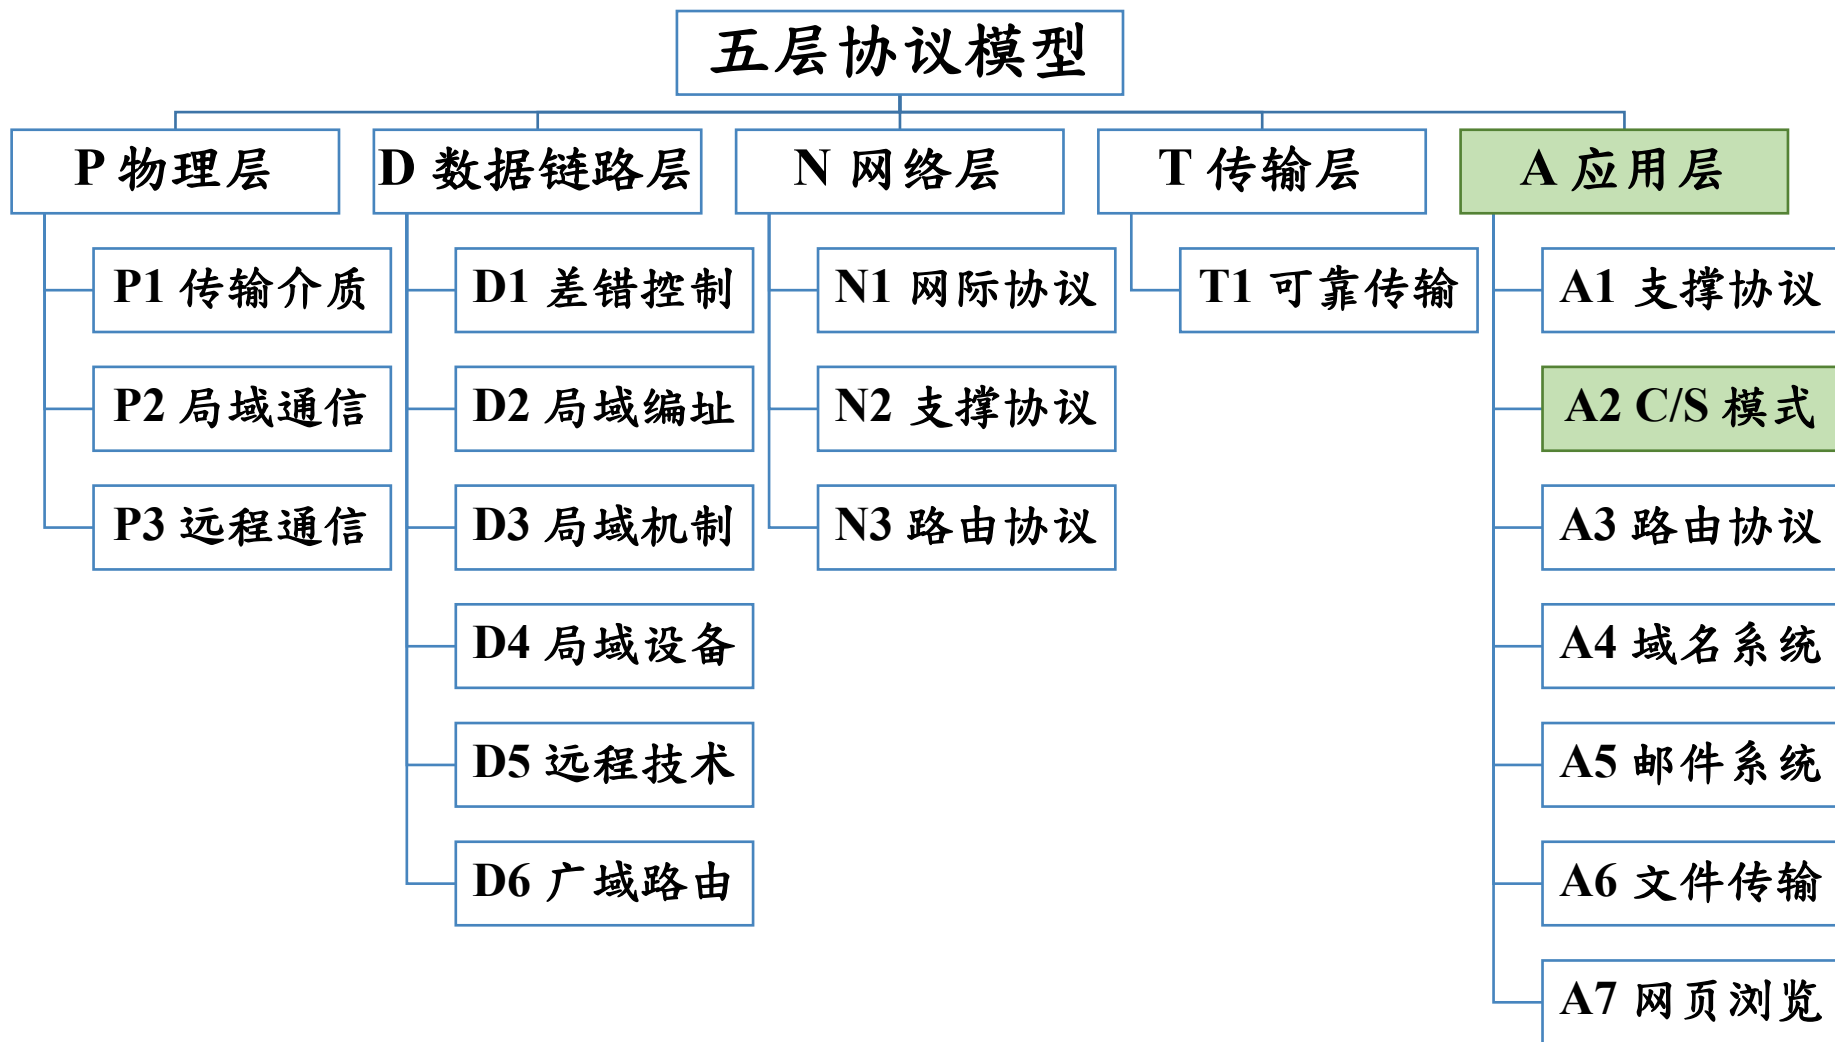 五层协议模型
P 物理层
P1 传输介质
P2 局域通信
P3 远程通信
D 数据链路层
D1 差错控制
D2 局域编址
D3 局域机制
D4 局域设备
D5 远程技术
D6 广域路由
N 网络层
N1 网际协议
N2 支撑协议
N3 路由协议
T 传输层
T1 可靠传输
A 应用层
A1 支撑协议
A2 C/S 模式
A3 路由协议
A4 域名系统
A5 邮件系统
A6 文件传输
A7 网页浏览